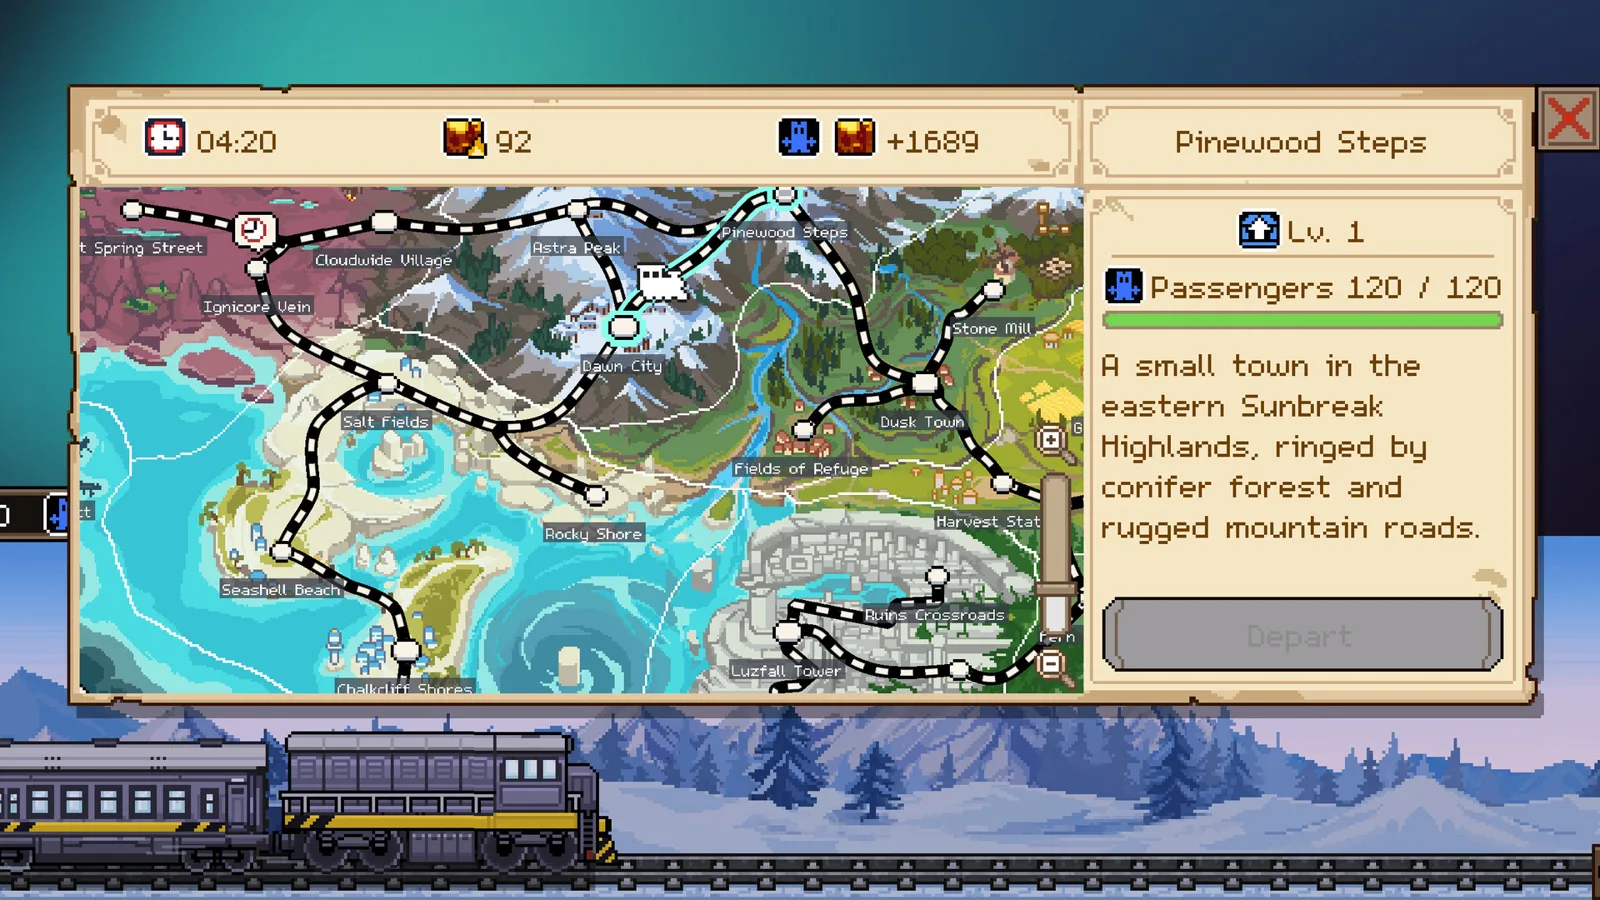 04:20
92
+1689
Pinewood Steps
t Spring Street
Cloudwide Village
Astra Peak
Pinewood Steps
Ignicore Vein
Stone Mill
Dawn City
Salt Fields
Dusk Town
G
Fields of Refuge
Rocky Shore
Harvest Stat
Seashell Beach
Ruins Crossroads
Luzfall Tower
Chalkcliff Shores
Lv. 1
Passengers 120 / 120
A small town in the
eastern Sunbreak
Highlands, ringed by
conifer forest and
rugged mountain roads.
Depart